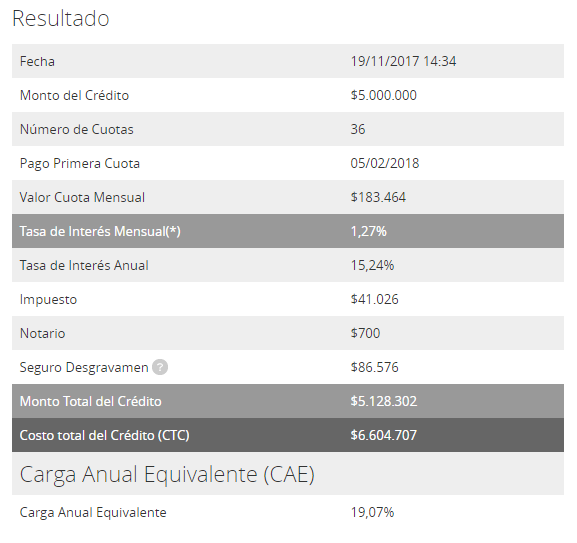 Resultado
Fecha 19/11/2017 14:34
Monto del Crédito $5.000.000
Número de Cuotas 36
Pago Primera Cuota 05/02/2018
Valor Cuota Mensual $183.464
Tasa de Interés Mensual(*) 1,27%
Tasa de Interés Anual 15,24%
Impuesto $41.026
Notario $700
Seguro Desgravamen ? $86.576
Monto Total del Crédito $5.128.302
Costo total del Crédito (CTC) $6.604.707
Carga Anual Equivalente (CAE)
Carga Anual Equivalente 19,07%